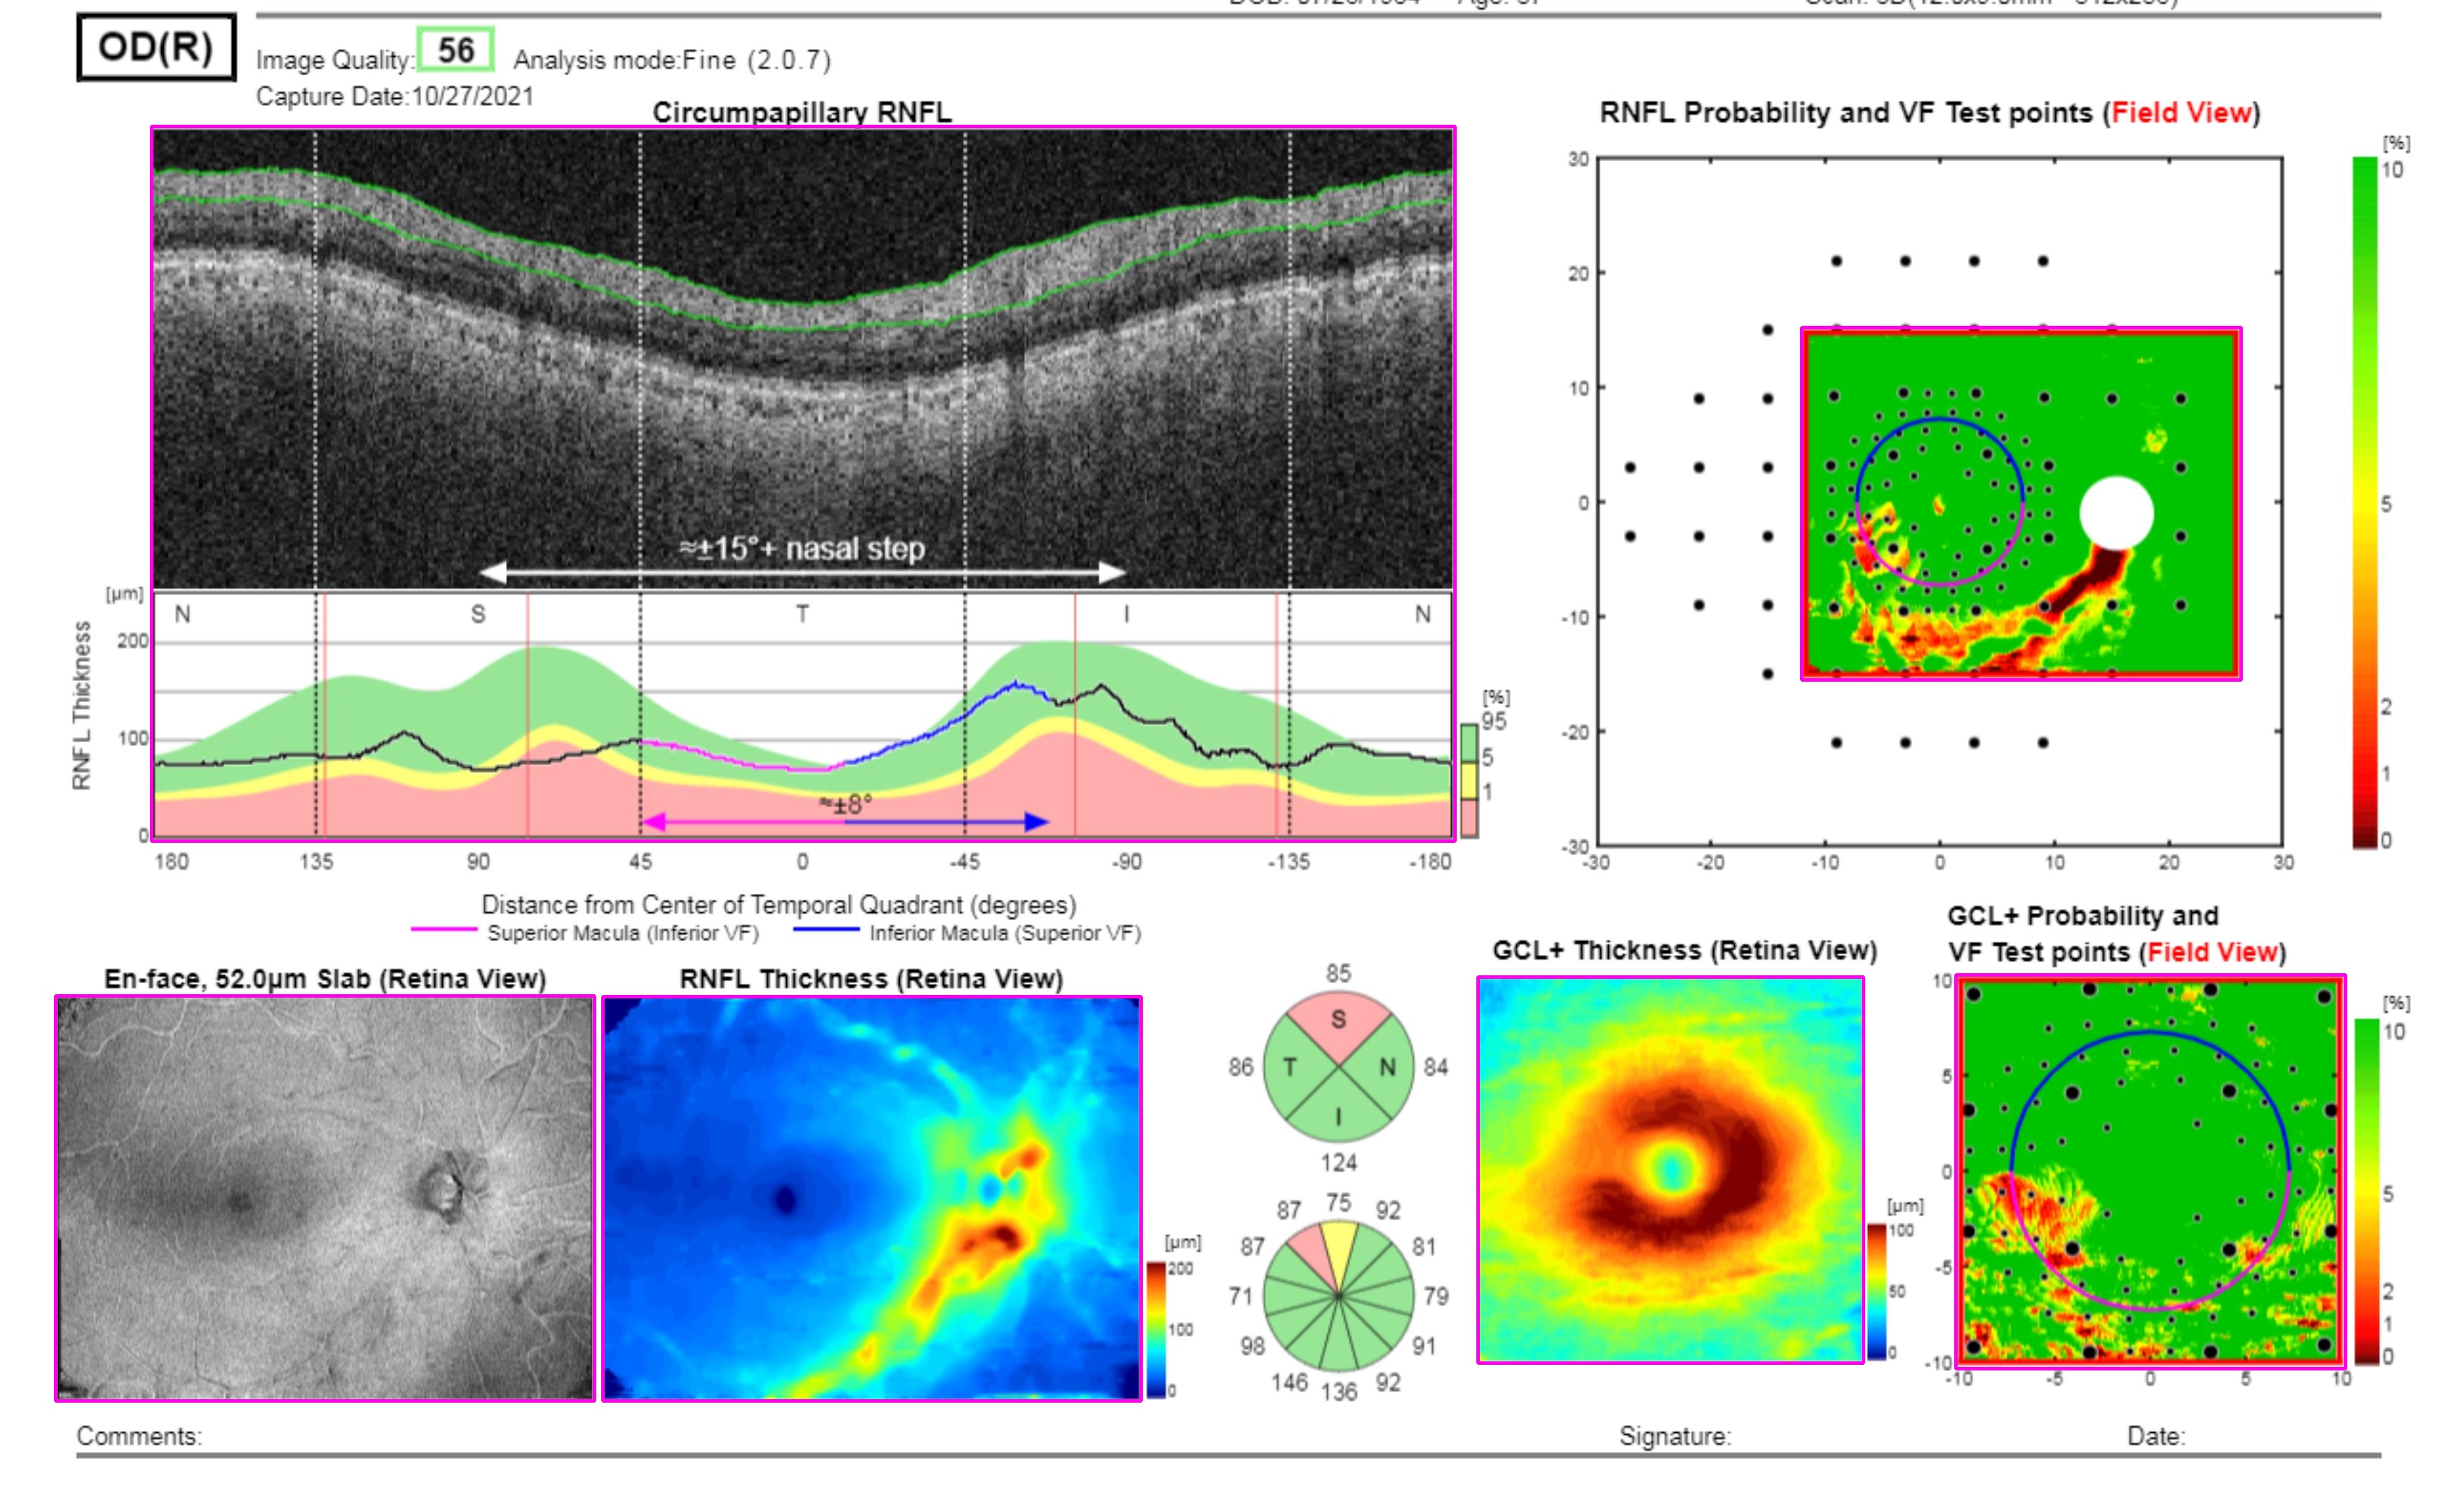 OD(R)
Image Quality: 56 Analysis mode:Fine (2.0.7)
Capture Date:10/27/2021
Circumpapillary RNFL
≈±15°+ nasal step
[µm]
N S T I N
200
100
0
RNFL Thickness
≈±8°
180 135 90 45 0 -45 -90 -135 -180
[%]
95
5
1
Distance from Center of Temporal Quadrant (degrees)
Superior Macula (Inferior VF) Inferior Macula (Superior VF)
RNFL Probability and VF Test points (Field View)
30
20
10
0
-10
-20
-30
-30 -20 -10 0 10 20 30
[%]
10
5
2
1
0
En-face, 52.0µm Slab (Retina View)
RNFL Thickness (Retina View)
[µm]
200
100
0
85
S
86 T N 84
I
124
87 75 92
87 81
71 79
98 91
146 136 92
GCL+ Thickness (Retina View)
[µm]
100
50
0
GCL+ Probability and
VF Test points (Field View)
10
5
0
-5
-10
-10 -5 0 5 10
[%]
10
5
2
1
0
Comments: Signature: Date: